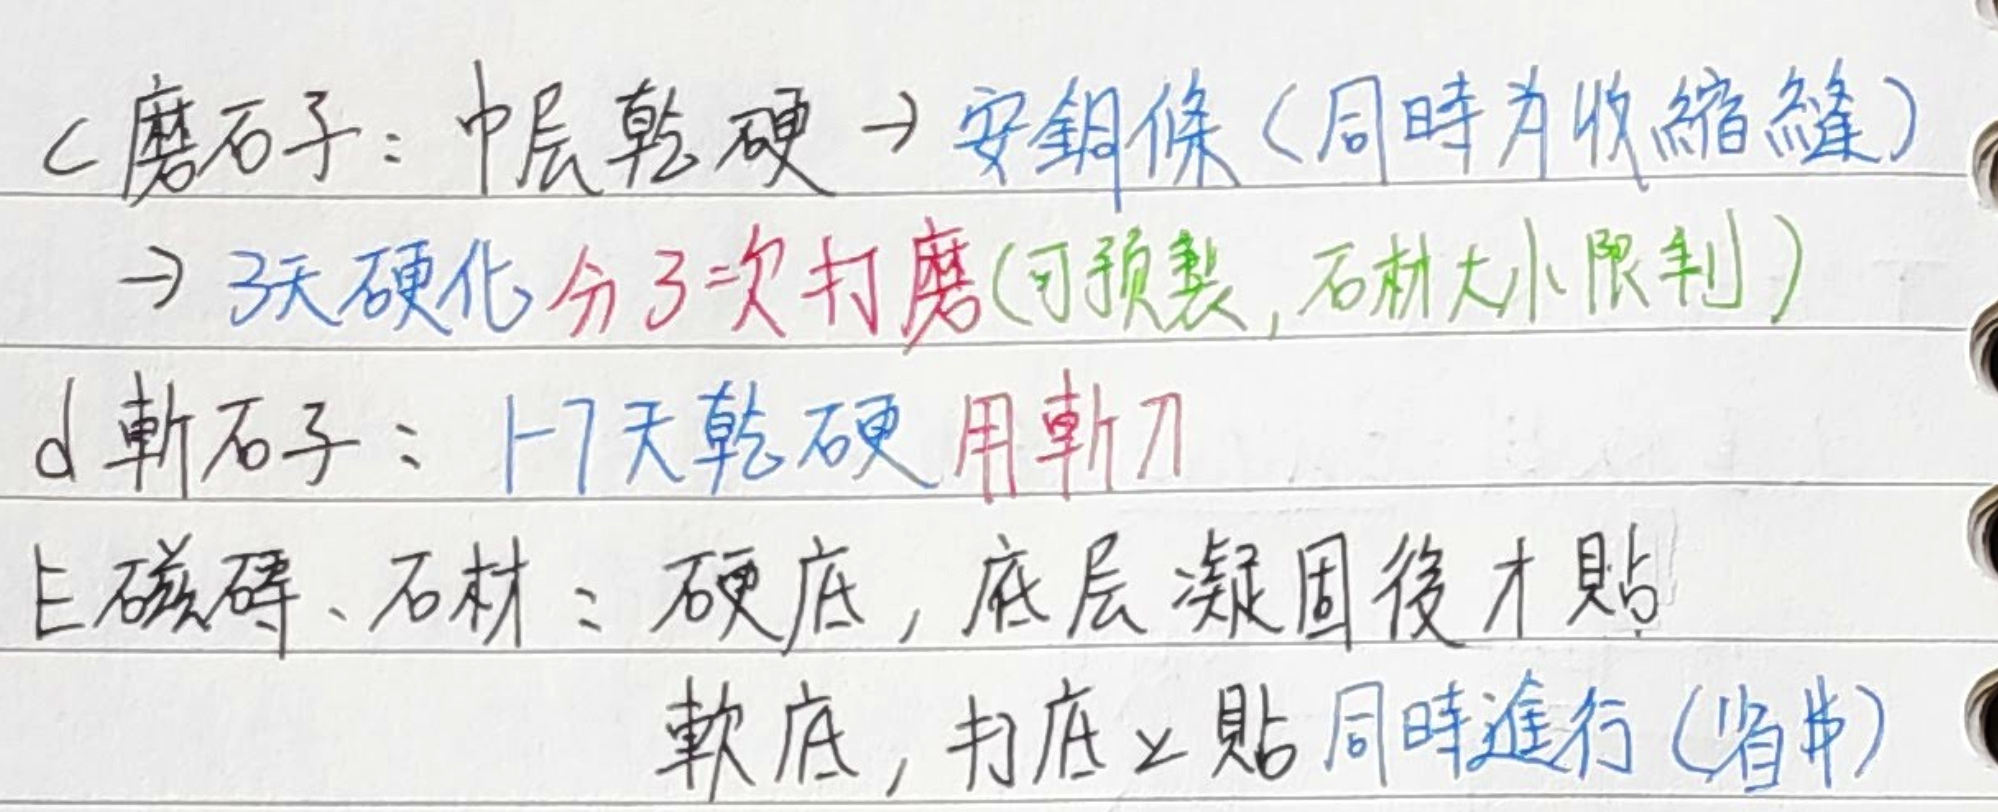 c 磨石子：中层乾硬→安銅條(同時为收縮縫)
→3天硬化分3次打磨(可預製,石材大小限制)
d 斬石子：1-7天乾硬用斬刀
E磁磚、石材：硬底,底层凝固後才貼
軟底,打底與貼同時進行(省時)